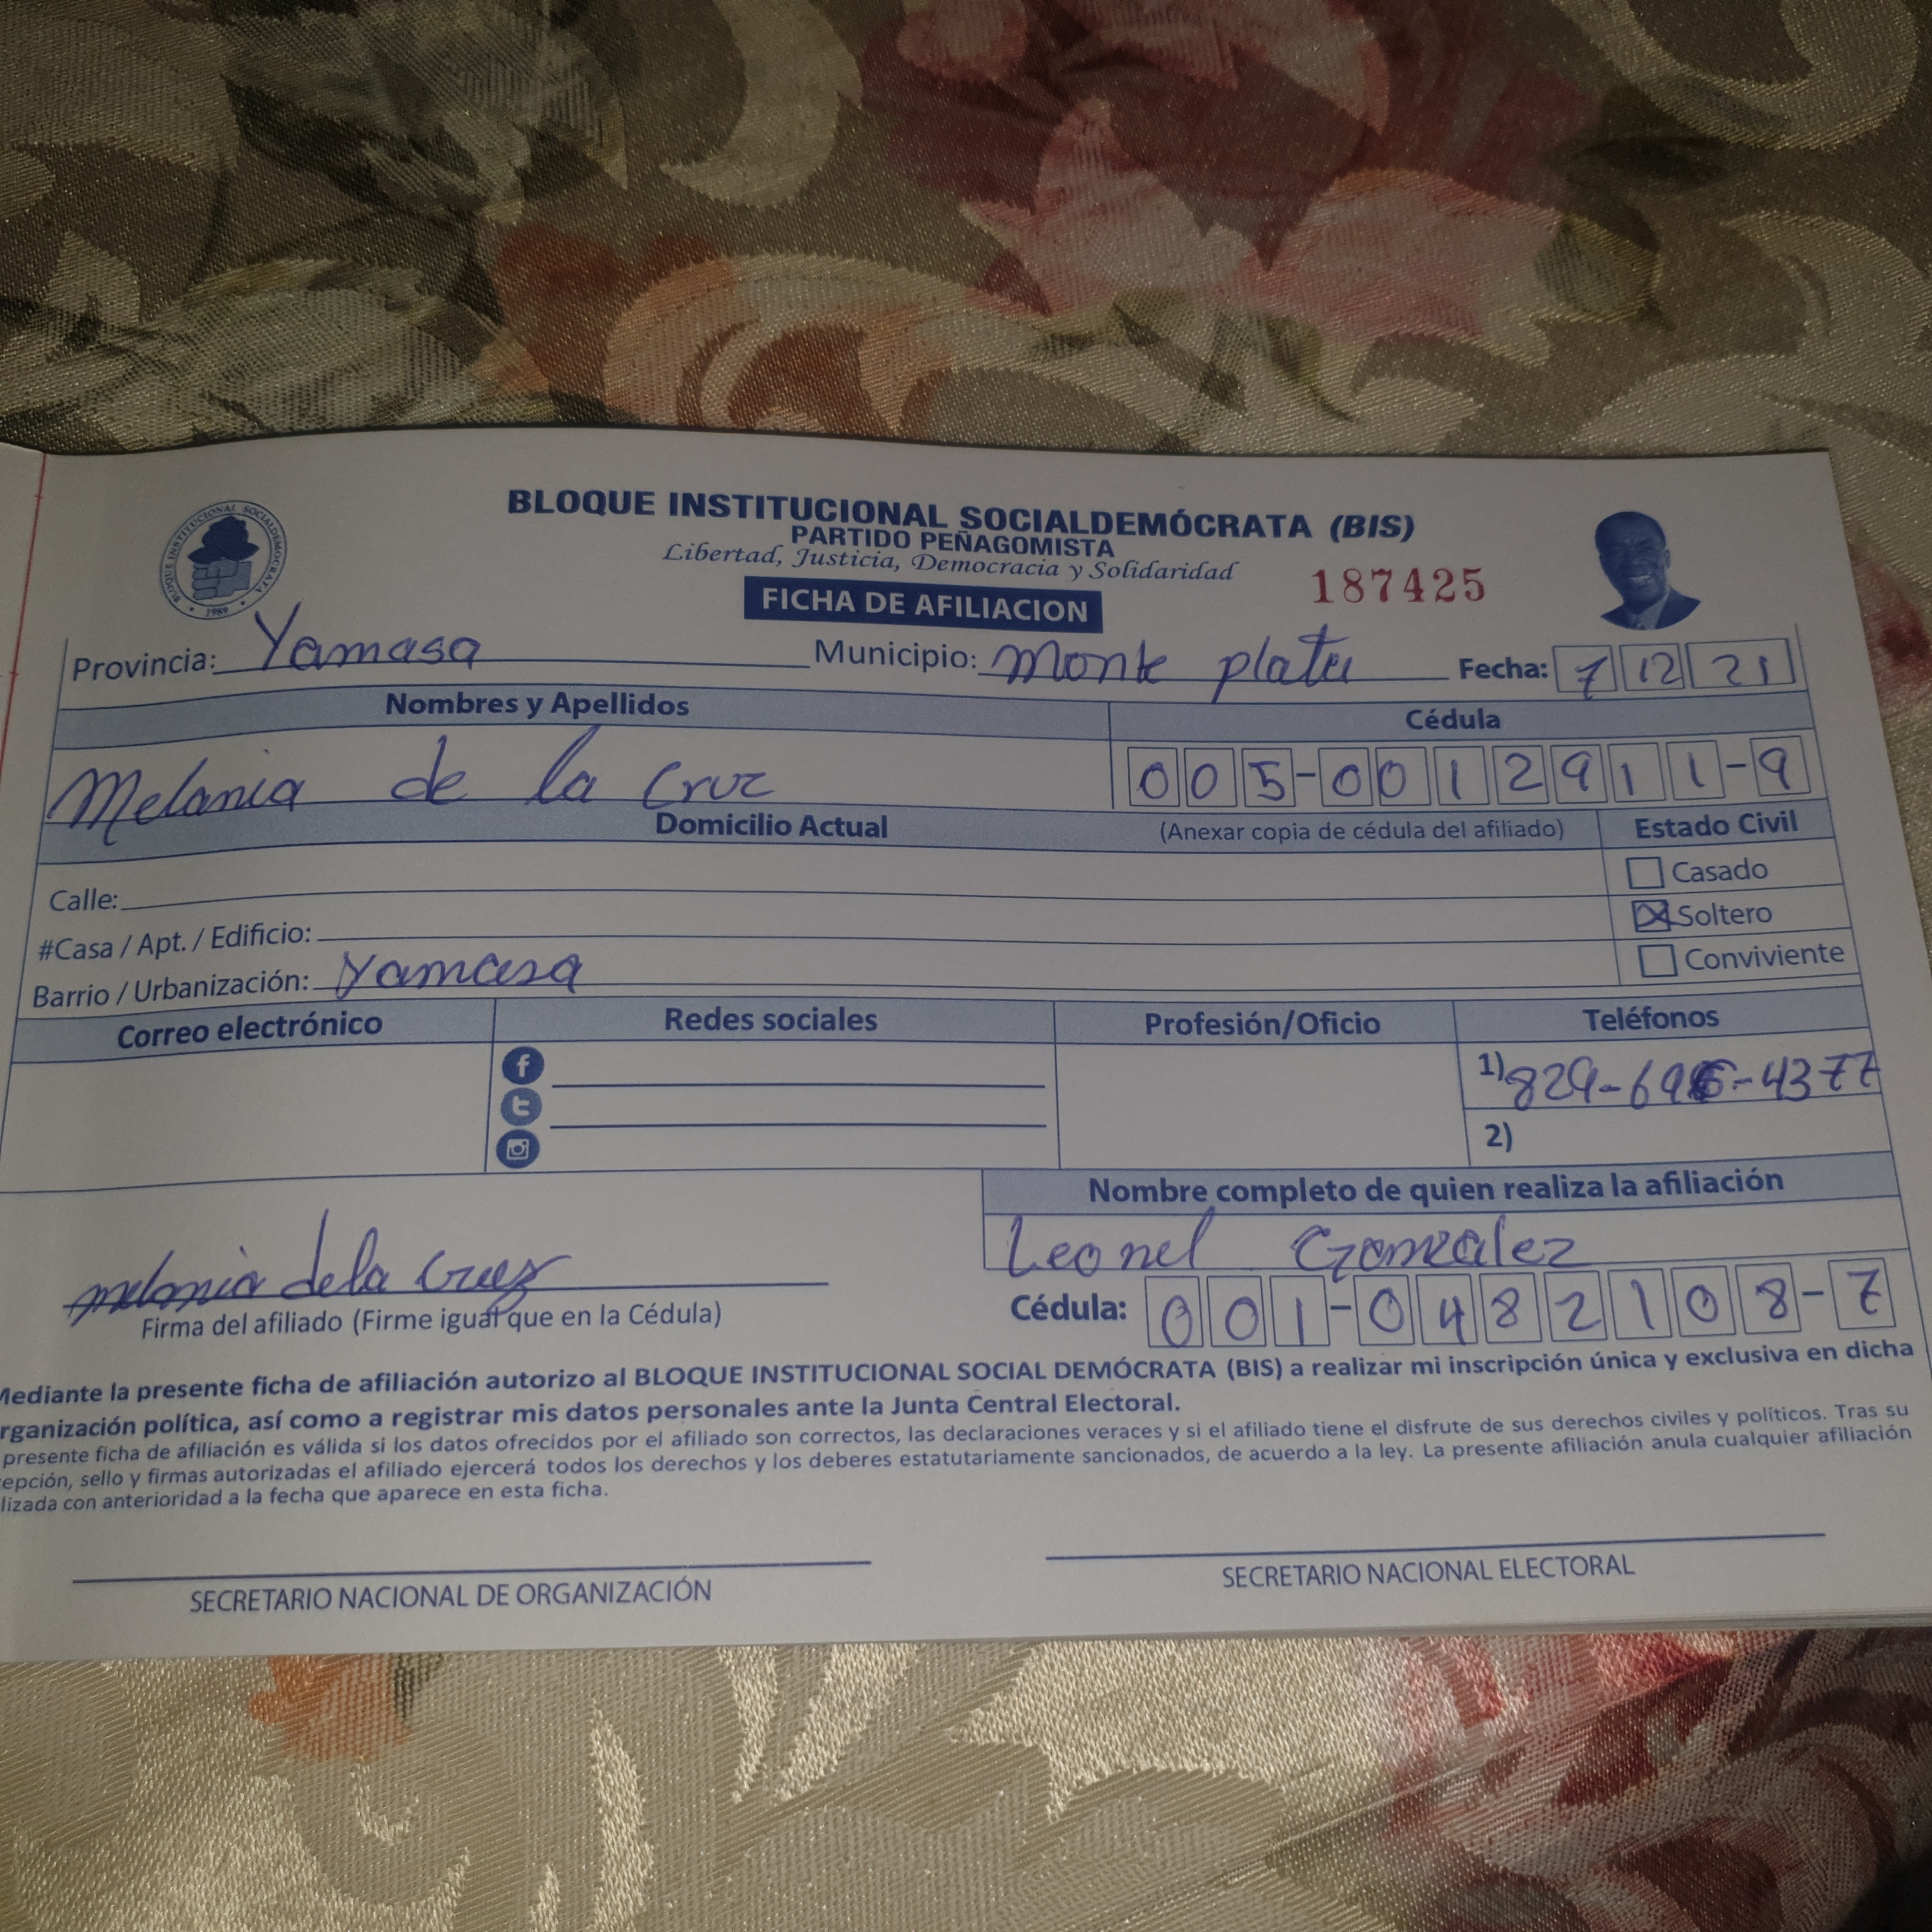 BLOQUE INSTITUCIONAL SOCIALDEMÓCRATA (BIS)
PARTIDO PEÑAGOMISTA
Libertad, Justicia, Democracia y Solidaridad
BLOQUE INSTITUCIONAL SOCIALDEMOCRATA
1989
FICHA DE AFILIACION
187425
Provincia: Yamasa Municipio: Monte plata Fecha: 7 12 21
Nombres y Apellidos Cédula
Melania de la Cruz 005-0012911-9
Domicilio Actual (Anexar copia de cédula del afiliado) Estado Civil
Casado
Calle:
Soltero
#Casa / Apt. / Edificio:
Conviviente
Barrio / Urbanización: Yamasa
Correo electrónico Redes sociales Profesión/Oficio Teléfonos
1) 829-696-4377
2)
Nombre completo de quien realiza la afiliación
Leonel Gonzalez
melania de la Cruz
Firma del afiliado (Firme igual que en la Cédula)
Cédula: 001-0482108-7
Mediante la presente ficha de afiliación autorizo al BLOQUE INSTITUCIONAL SOCIAL DEMÓCRATA (BIS) a realizar mi inscripción única y exclusiva en dicha
rganización política, así como a registrar mis datos personales ante la Junta Central Electoral.
presente ficha de afiliación es válida si los datos ofrecidos por el afiliado son correctos, las declaraciones veraces y si el afiliado tiene el disfrute de sus derechos civiles y políticos. Tras su
epción, sello y firmas autorizadas el afiliado ejercerá todos los derechos y los deberes estatutariamente sancionados, de acuerdo a la ley. La presente afiliación anula cualquier afiliación
lizada con anterioridad a la fecha que aparece en esta ficha.
SECRETARIO NACIONAL DE ORGANIZACIÓN
SECRETARIO NACIONAL ELECTORAL